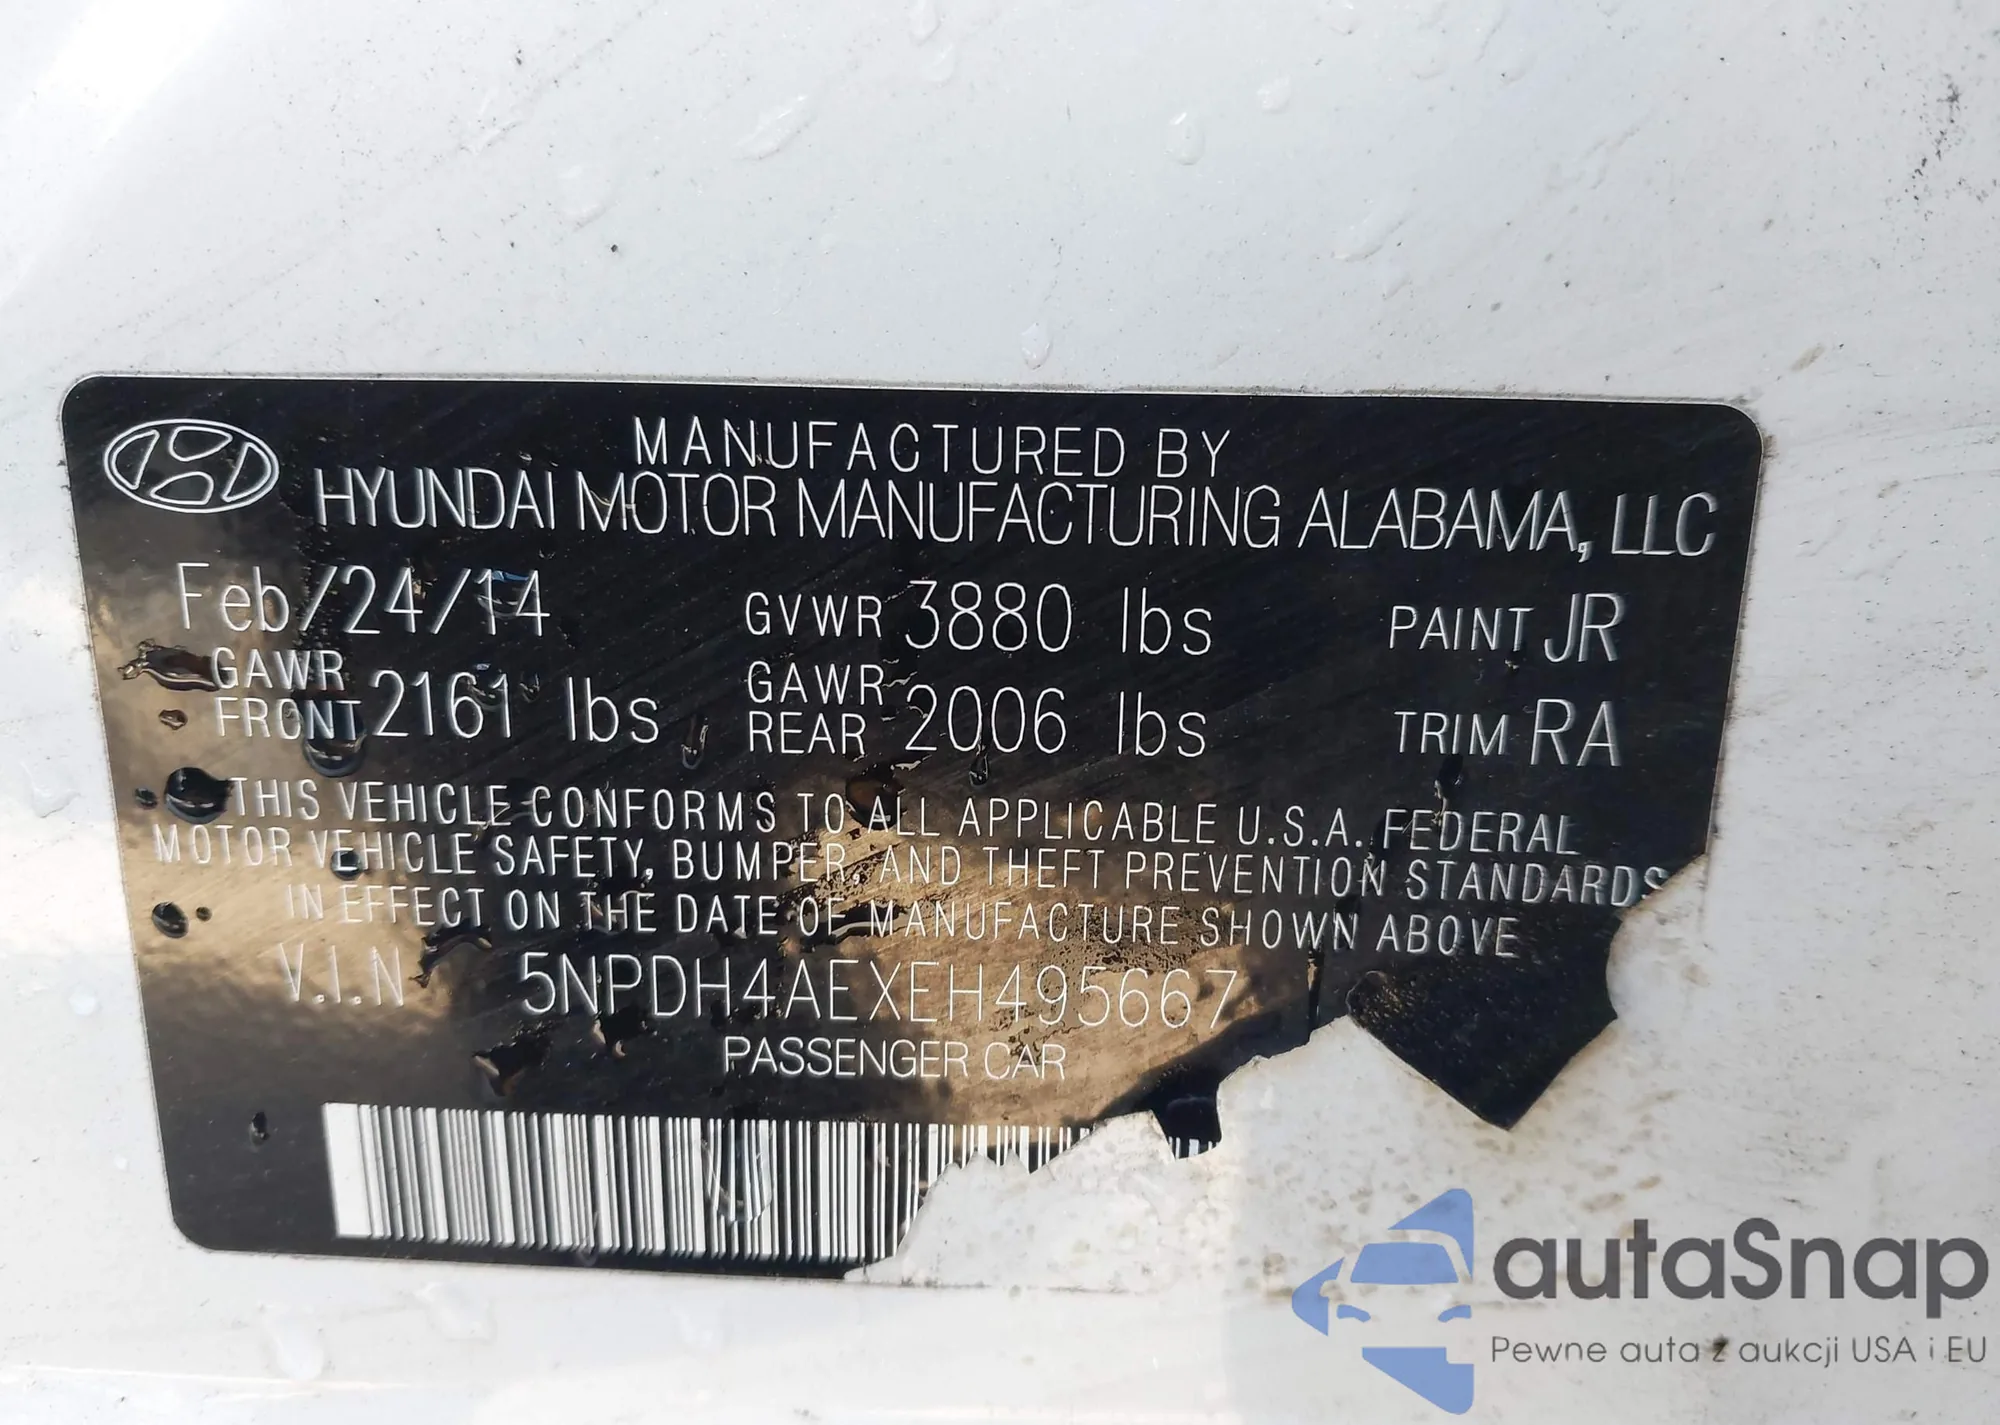 MANUFACTURED BY
HYUNDAI MOTOR MANUFACTURING ALABAMA, LLC
Feb/24/14 GVWR 3880 lbs PAINT JR
GAWR FRONT 2161 lbs GAWR REAR 2006 lbs TRIM RA
THIS VEHICLE CONFORMS TO ALL APPLICABLE U.S.A. FEDERAL
MOTOR VEHICLE SAFETY, BUMPER, AND THEFT PREVENTION STANDARDS
IN EFFECT ON THE DATE OF MANUFACTURE SHOWN ABOVE
V.I.N 5NPDH4AEXEH495667
PASSENGER CAR
autaSnap
Pewne auta z aukcji USA i EU